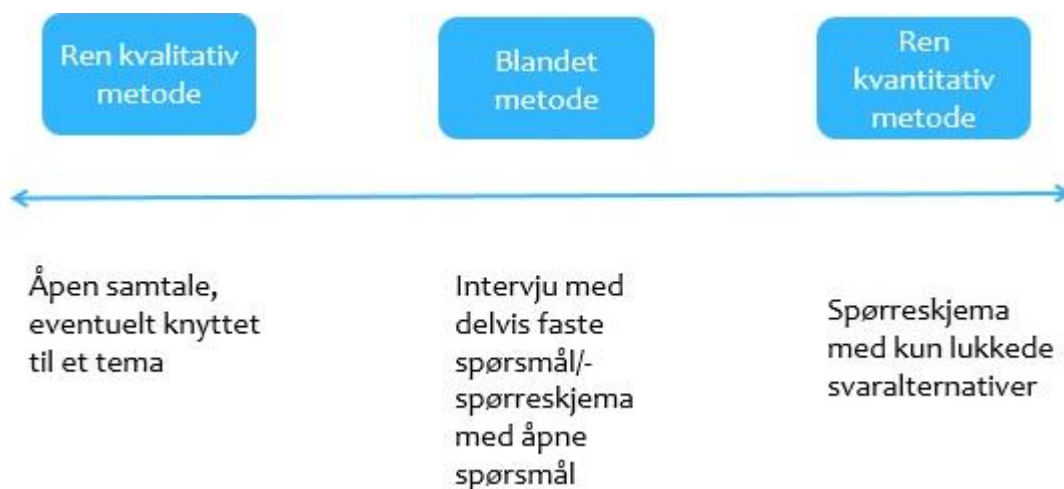 Ren kvalitativ
metode
Blandet
metode
Ren
kvantitativ
metode
Åpen samtale,
eventuelt knyttet
til et tema
Intervju med
delvis faste
spørsmål/-
spørreskjema
med åpne
spørsmål
Spørreskjema
med kun lukkede
svaralternativer